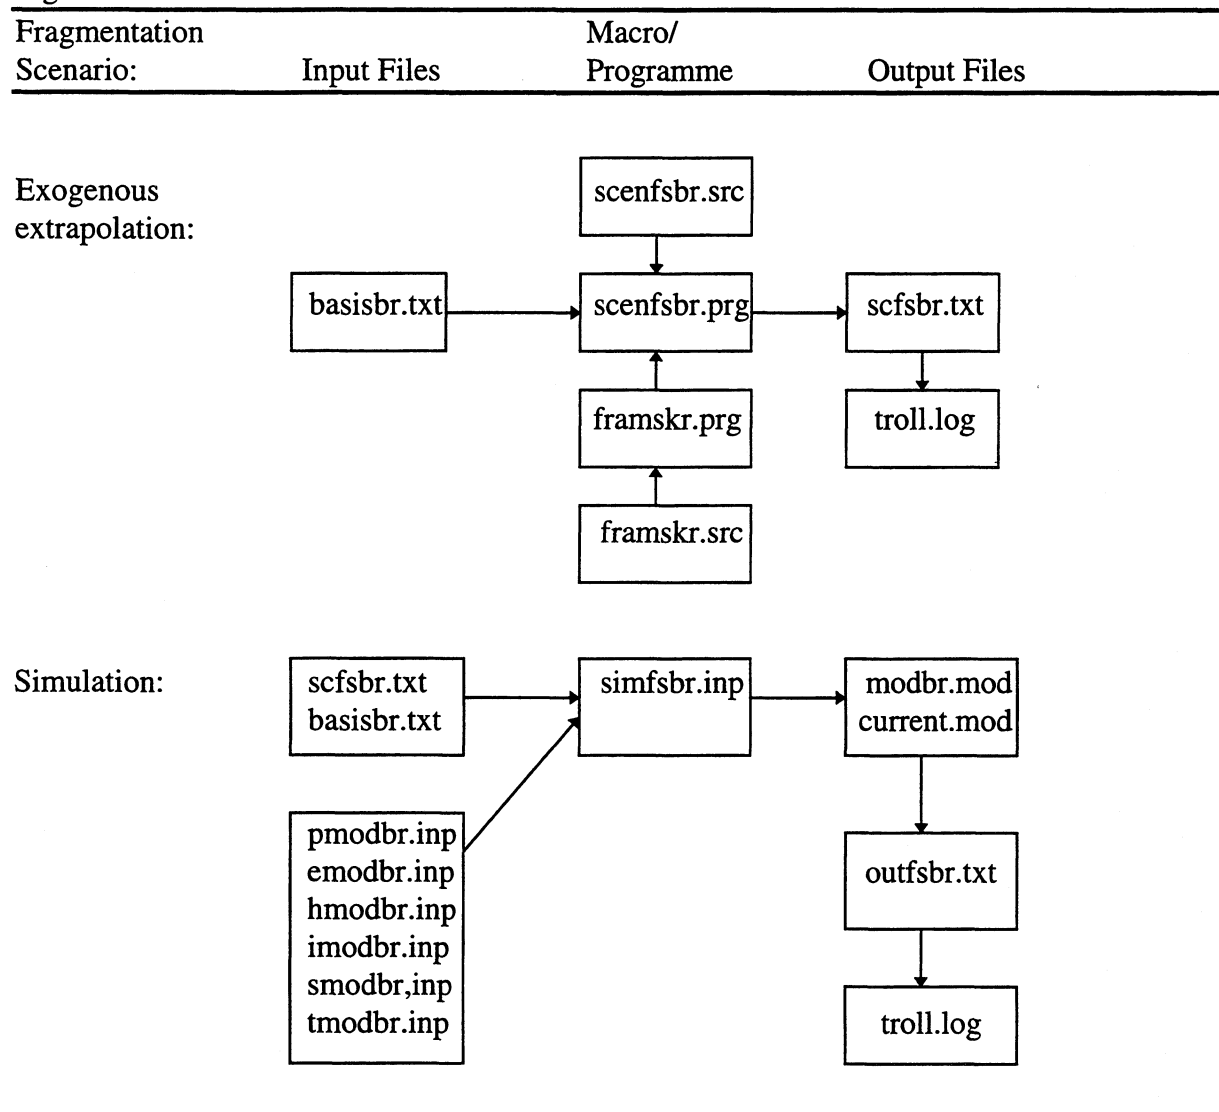 Fragmentation
Scenario:
Input Files
Macro/
Programme
Output Files
Exogenous
extrapolation:
scenfsbr.src
basisbr.txt
scenfsbr.prg
scfsbr.txt
framskr.prg
troll.log
framskr.src
Simulation:
scfsbr.txt
basisbr.txt
simfsbr.inp
modbr.mod
current.mod
pmodbr.inp
emodbr.inp
hmodbr.inp
imodbr.inp
smodbr,inp
tmodbr.inp
outfsbr.txt
troll.log